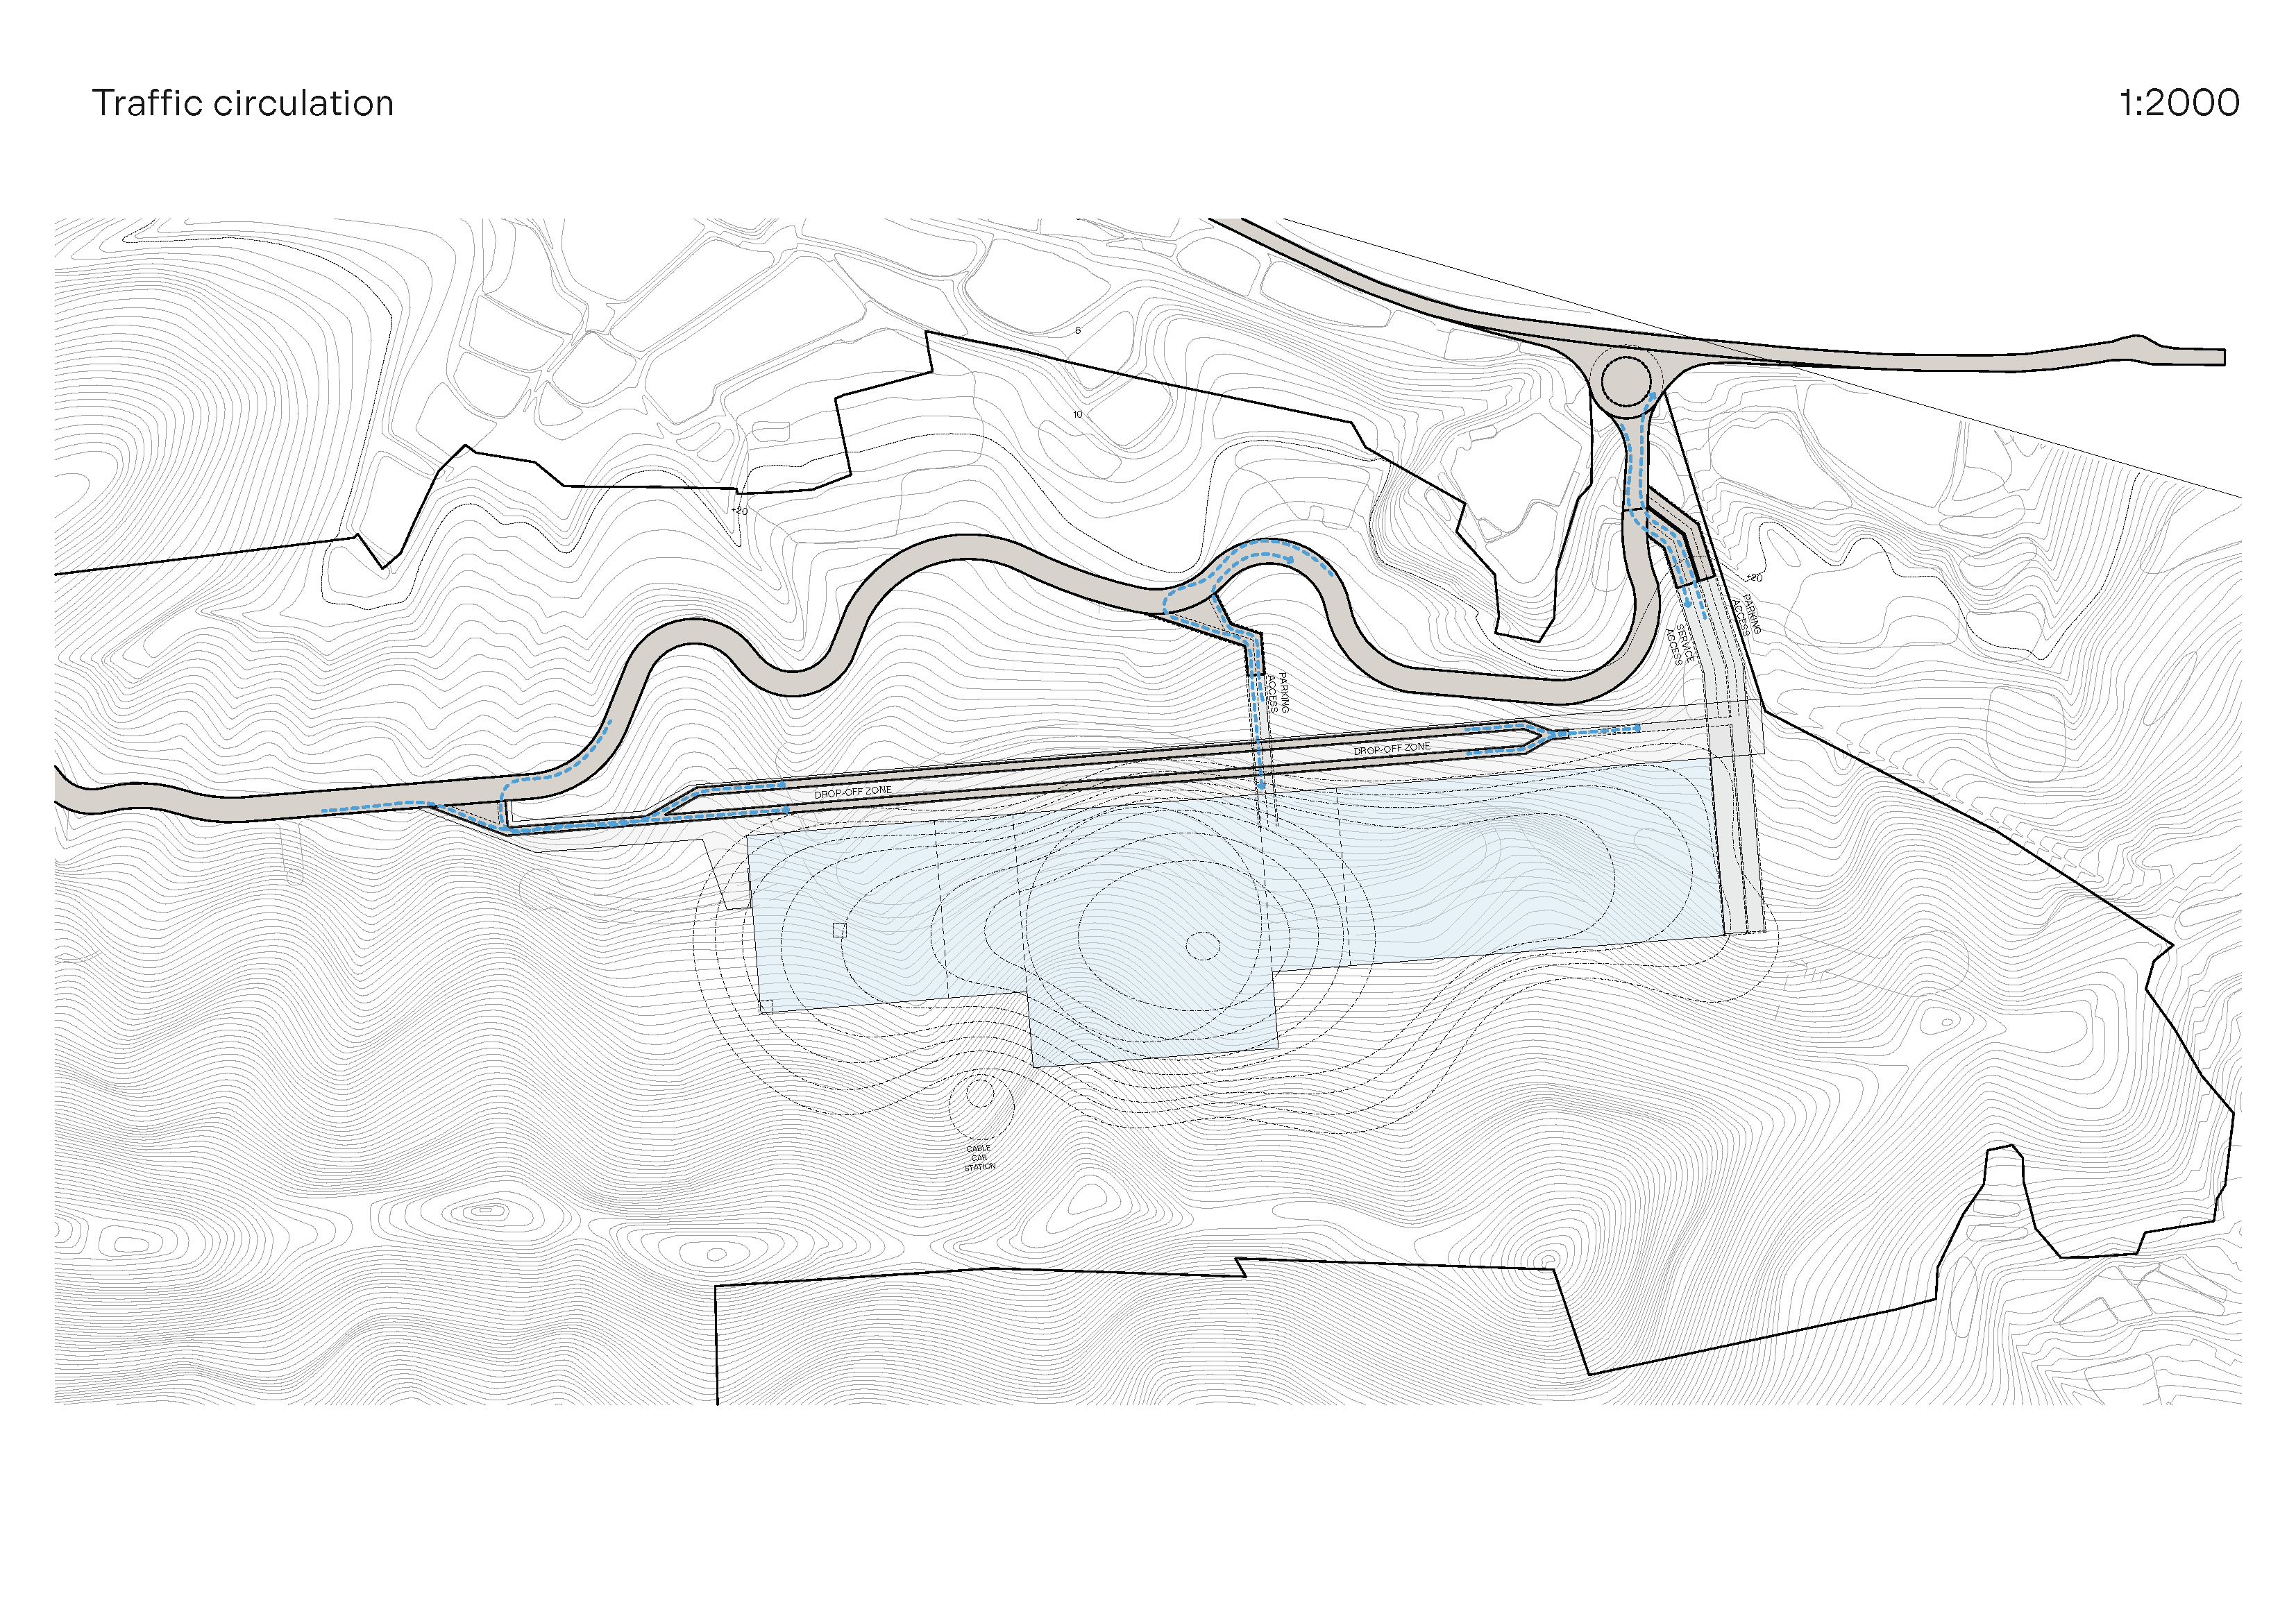 Traffic circulation
1:2000
5
10
+20
+20
PARKING
ACCESS
SERVICE
ACCESS
PARKING
ACCESS
DROP-OFF ZONE
DROP-OFF ZONE
CABLE
CAR
STATION